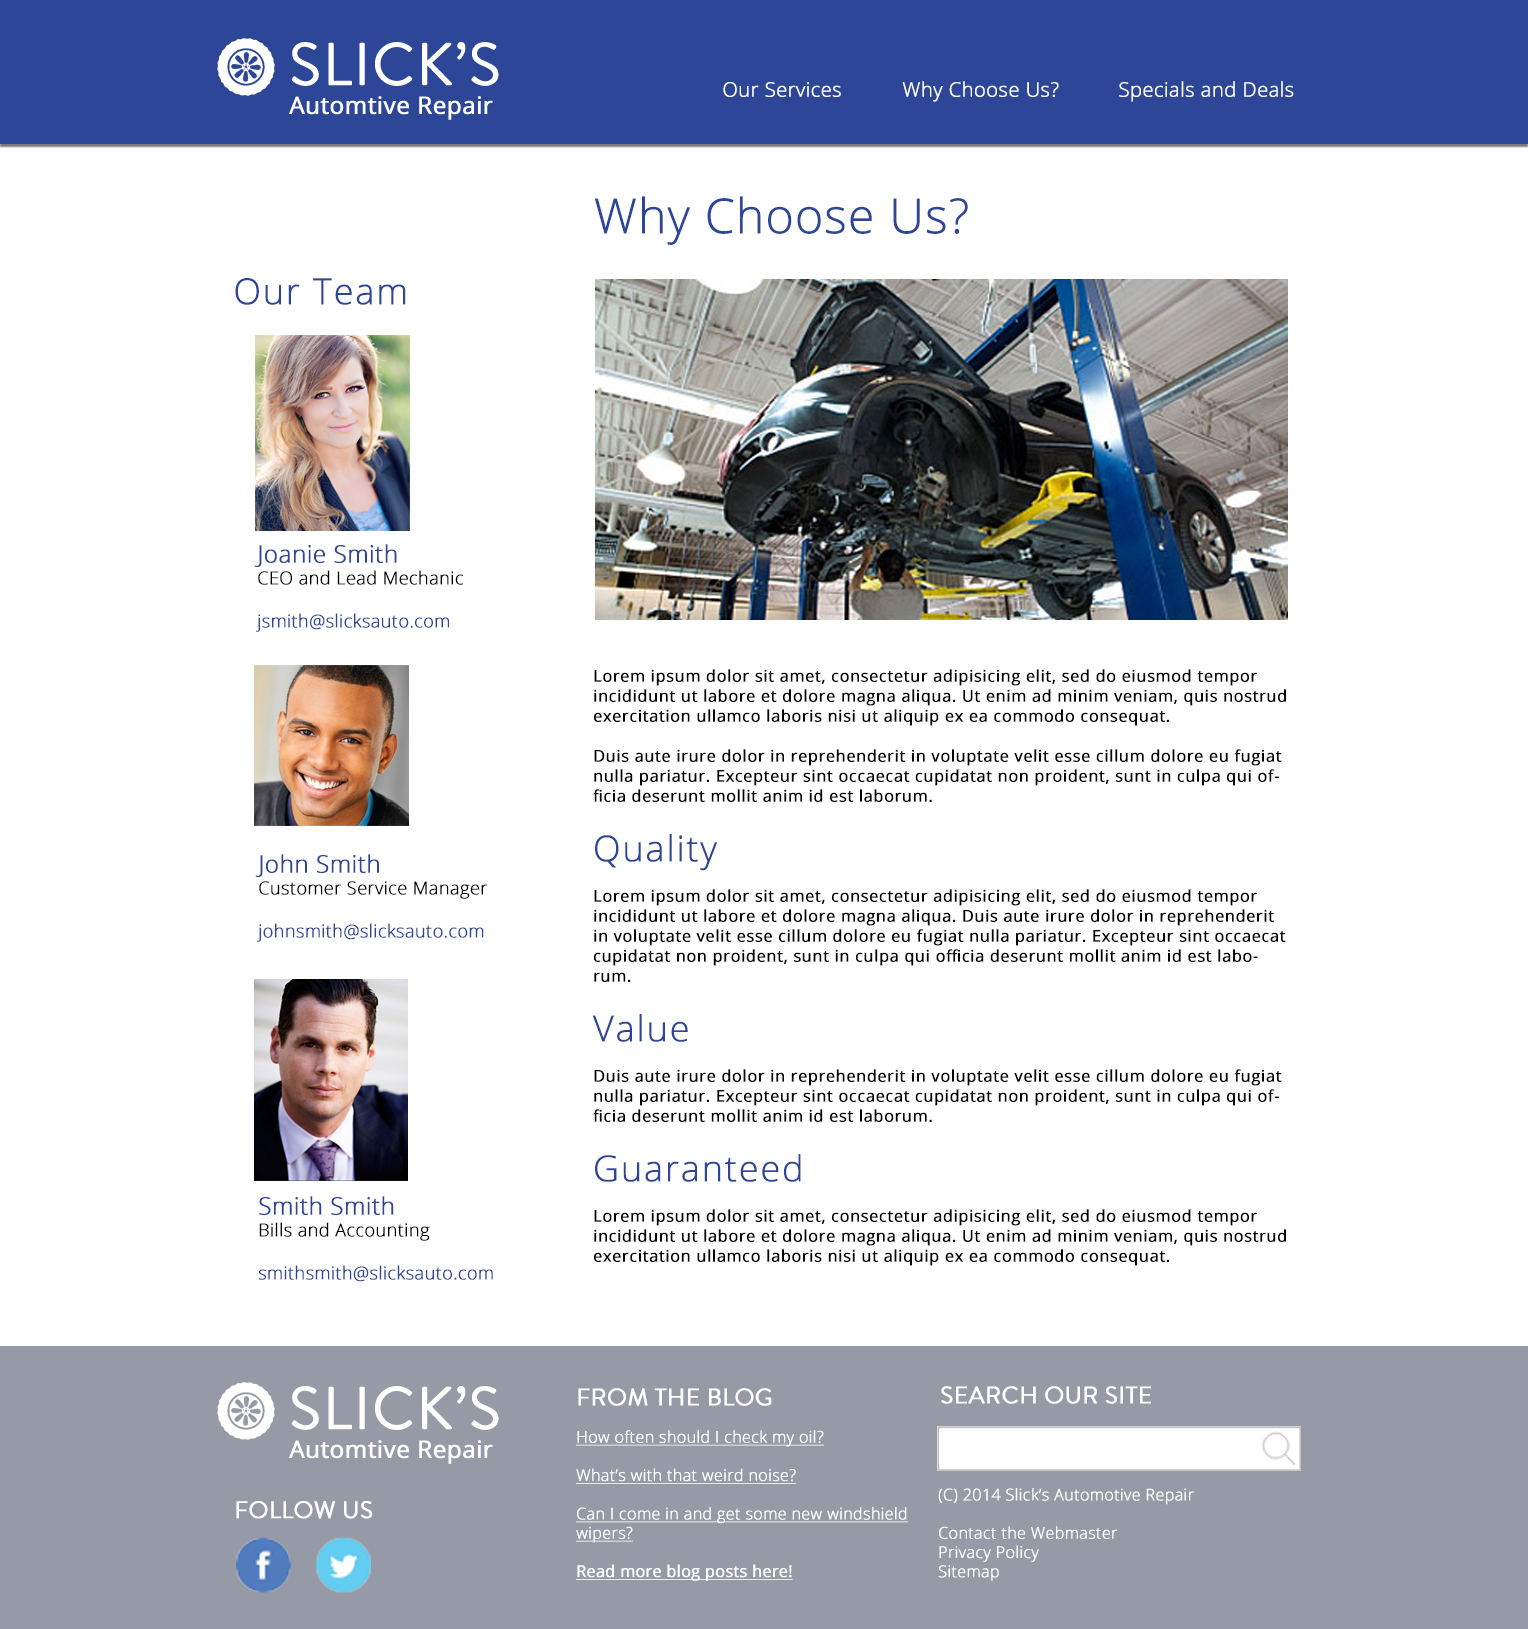 SLICK'S
Automtive Repair
Our Services
Why Choose Us?
Specials and Deals
Why Choose Us?
Our Team
Joanie Smith
CEO and Lead Mechanic
jsmith@slicksauto.com
John Smith
Customer Service Manager
johnsmith@slicksauto.com
Smith Smith
Bills and Accounting
smithsmith@slicksauto.com
Lorem ipsum dolor sit amet, consectetur adipisicing elit, sed do eiusmod tempor
incididunt ut labore et dolore magna aliqua. Ut enim ad minim veniam, quis nostrud
exercitation ullamco laboris nisi ut aliquip ex ea commodo consequat.
Duis aute irure dolor in reprehenderit in voluptate velit esse cillum dolore eu fugiat
nulla pariatur. Excepteur sint occaecat cupidatat non proident, sunt in culpa qui of-
ficia deserunt mollit anim id est laborum.
Quality
Lorem ipsum dolor sit amet, consectetur adipisicing elit, sed do eiusmod tempor
incididunt ut labore et dolore magna aliqua. Duis aute irure dolor in reprehenderit
in voluptate velit esse cillum dolore eu fugiat nulla pariatur. Excepteur sint occaecat
cupidatat non proident, sunt in culpa qui officia deserunt mollit anim id est labo-
rum.
Value
Duis aute irure dolor in reprehenderit in voluptate velit esse cillum dolore eu fugiat
nulla pariatur. Excepteur sint occaecat cupidatat non proident, sunt in culpa qui of-
ficia deserunt mollit anim id est laborum.
Guaranteed
Lorem ipsum dolor sit amet, consectetur adipisicing elit, sed do eiusmod tempor
incididunt ut labore et dolore magna aliqua. Ut enim ad minim veniam, quis nostrud
exercitation ullamco laboris nisi ut aliquip ex ea commodo consequat.
SLICK'S
Automtive Repair
FOLLOW US
f
FROM THE BLOG
How often should I check my oil?
What's with that weird noise?
Can I come in and get some new windshield
wipers?
Read more blog posts here!
SEARCH OUR SITE
(C) 2014 Slick's Automotive Repair
Contact the Webmaster
Privacy Policy
Sitemap